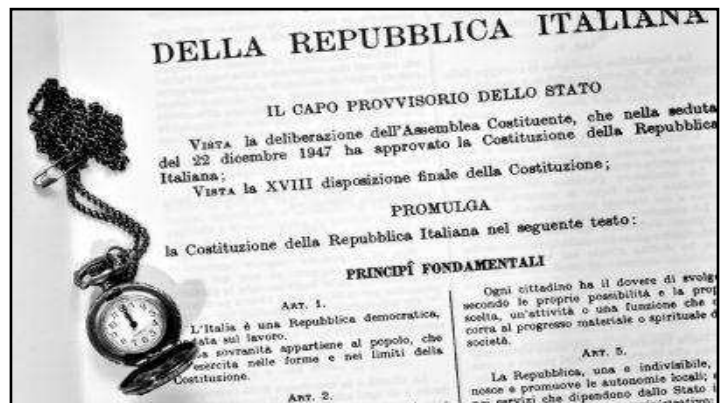 DELLA REPUBBLICA ITALIANA
IL CAPO PROVVISORIO DELLO STATO
VISTA la deliberazione dell'Assemblea Costituente, che nella seduta
del 22 dicembre 1947 ha approvato la Costituzione della Repubblica
Italiana;
VISTA la XVIII disposizione finale della Costituzione;
PROMULGA
la Costituzione della Repubblica Italiana nel seguente testo:
PRINCIPÎ FONDAMENTALI
ART. 1.
L'Italia è una Repubblica democratica,
sul lavoro.
sovranità appartiene al popolo, che
esercita nelle forme e nei limiti della
Costituzione.
ART. 2.
Ogni cittadino ha il dovere di
secondo le proprie possibilità e la
scelta, un'attività o una funzione che
al progresso materiale o spirituale
società.
ART. 5.
La Repubblica, una e indivisibile,
e promuove le autonomie locali;
servizi che dipendono dallo Stato